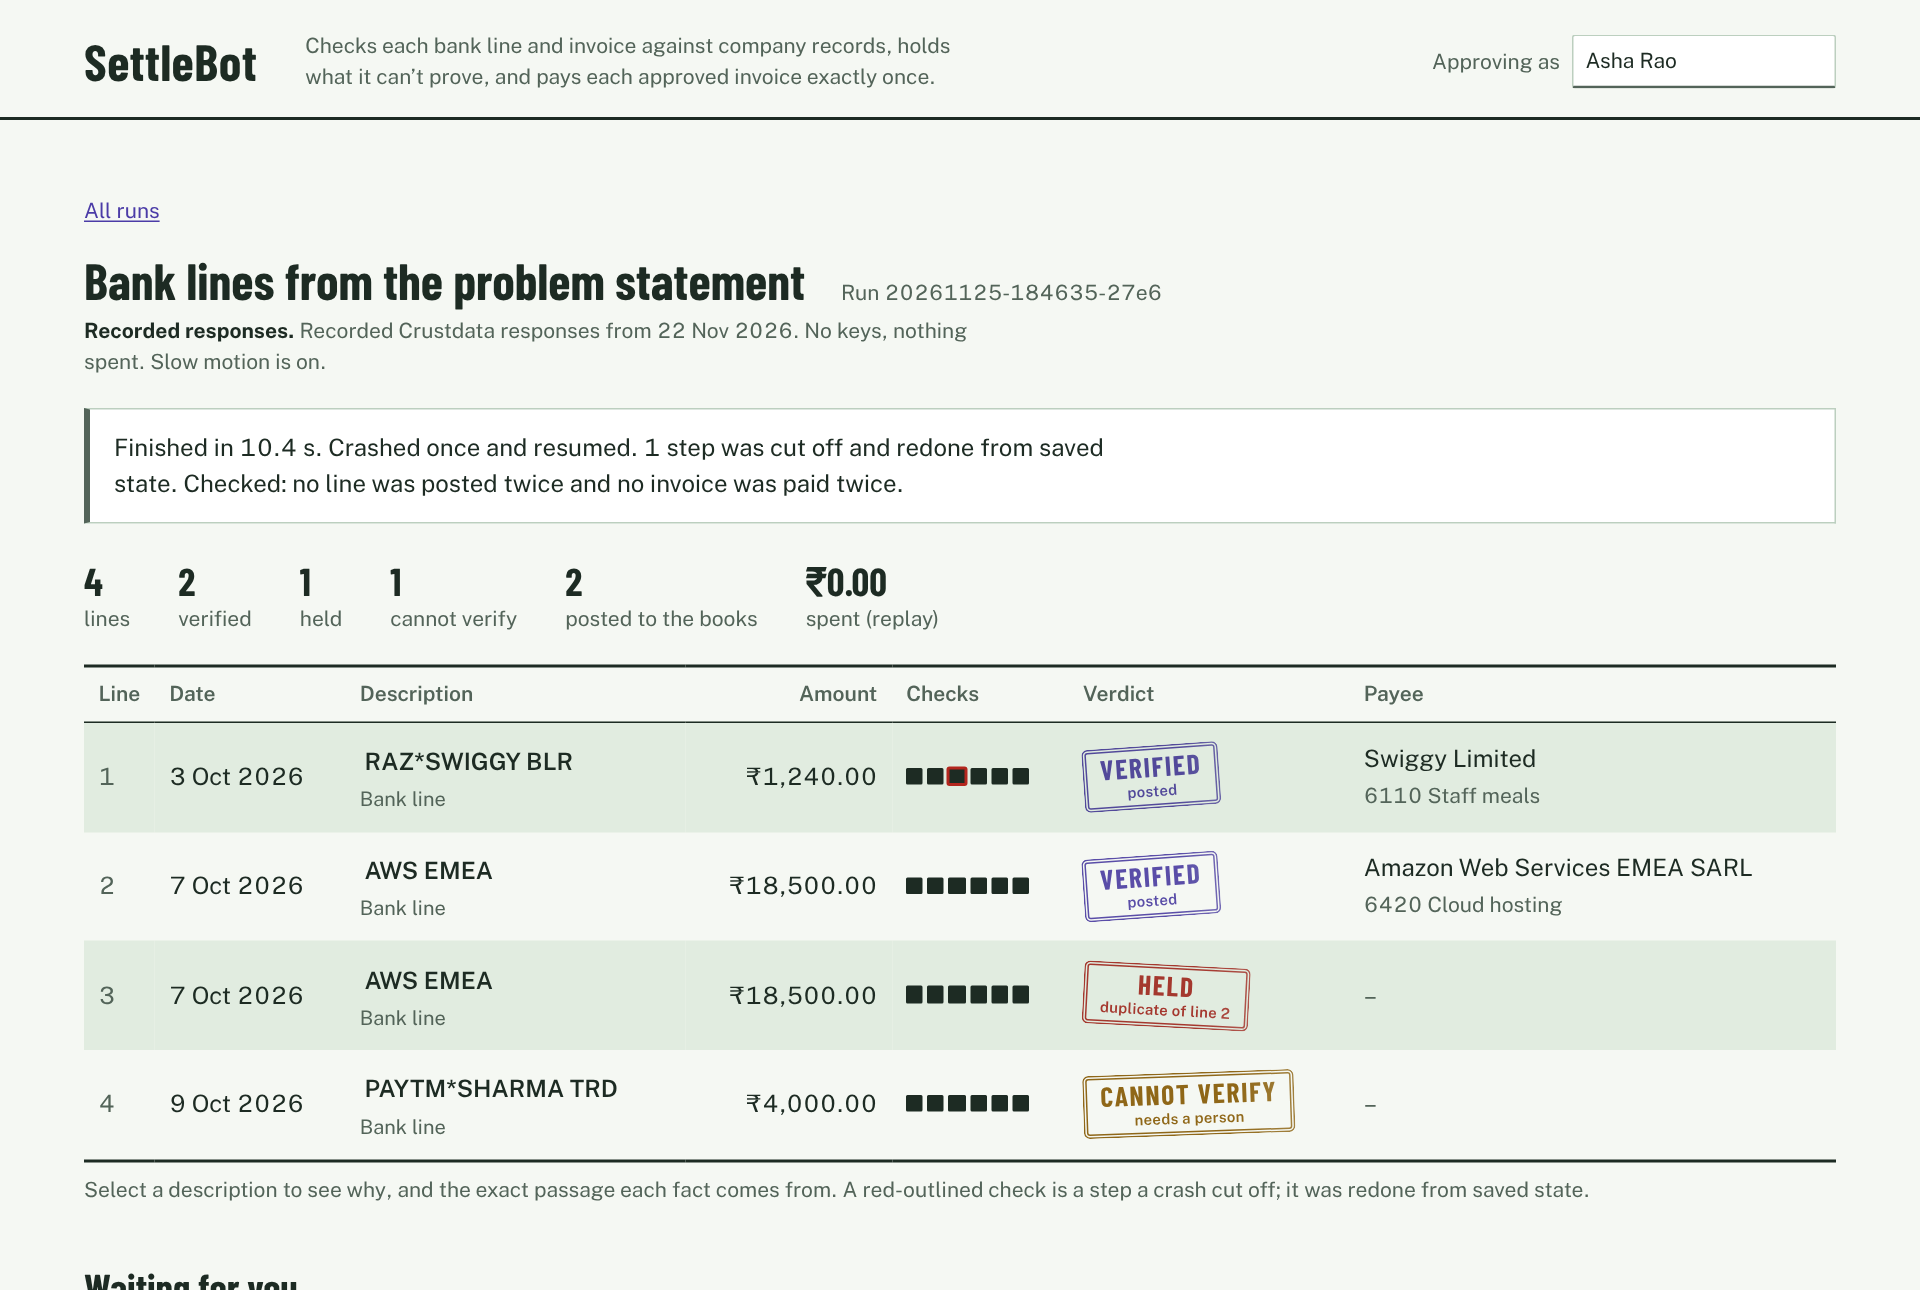 SettleBot
Checks each bank line and invoice against company records, holds
what it can’t prove, and pays each approved invoice exactly once.
Approving as
Asha Rao
All runs
Bank lines from the problem statement
Run 20261125-184635-27e6
Recorded responses. Recorded Crustdata responses from 22 Nov 2026. No keys, nothing
spent. Slow motion is on.
Finished in 10.4 s. Crashed once and resumed. 1 step was cut off and redone from saved
state. Checked: no line was posted twice and no invoice was paid twice.
4
lines
2
verified
1
held
1
cannot verify
2
posted to the books
₹0.00
spent (replay)
Line Date Description Amount Checks Verdict Payee
1 3 Oct 2026 RAZ*SWIGGY BLR ₹1,240.00 VERIFIED Swiggy Limited
Bank line posted 6110 Staff meals
2 7 Oct 2026 AWS EMEA ₹18,500.00 VERIFIED Amazon Web Services EMEA SARL
Bank line posted 6420 Cloud hosting
3 7 Oct 2026 AWS EMEA ₹18,500.00 HELD –
Bank line duplicate of line 2
4 9 Oct 2026 PAYTM*SHARMA TRD ₹4,000.00 CANNOT VERIFY –
Bank line needs a person
Select a description to see why, and the exact passage each fact comes from. A red-outlined check is a step a crash cut off; it was redone from saved state.
Waiting for you